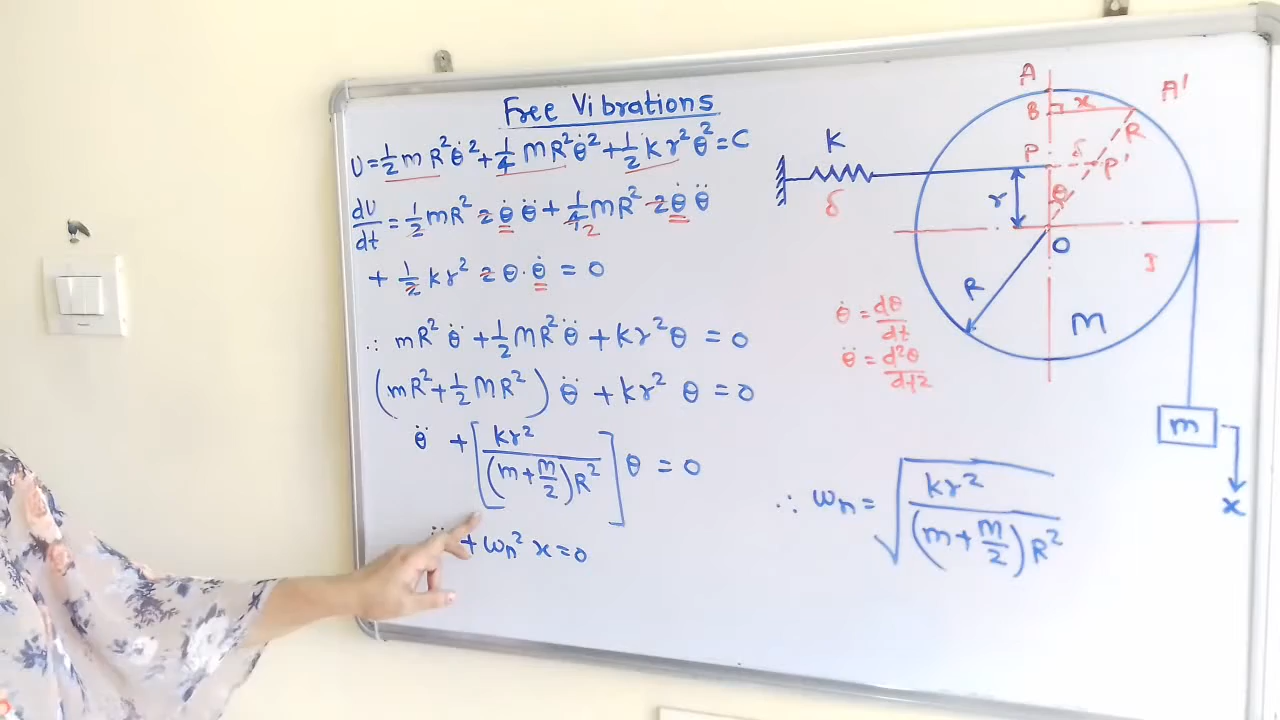 Free Vibrations
U = 1/2 m R² θ̇² + 1/4 M R² θ̇² + 1/2 k r² θ̇² = C
dU/dt = 1/2 m R² 2 θ̇ θ̈ + 1/4 2 M R² 2 θ̇ θ̈
+ 1/2 k r² 2 θ · θ̇ = 0
∴ m R² θ̈ + 1/2 M R² θ̈ + k r² θ = 0
(m R² + 1/2 M R²) θ̈ + k r² θ = 0
θ̈ + [k r² / (m + M/2) R²] θ = 0
+ ωn² x = 0
K
δ
A
B
x
A'
R
P
δ
P'
θ
r
O
R
I
M
θ̇ = dθ/dt
θ̈ = d²θ/dt²
m
x
∴ ωn = √(k r² / (m + M/2) R²)